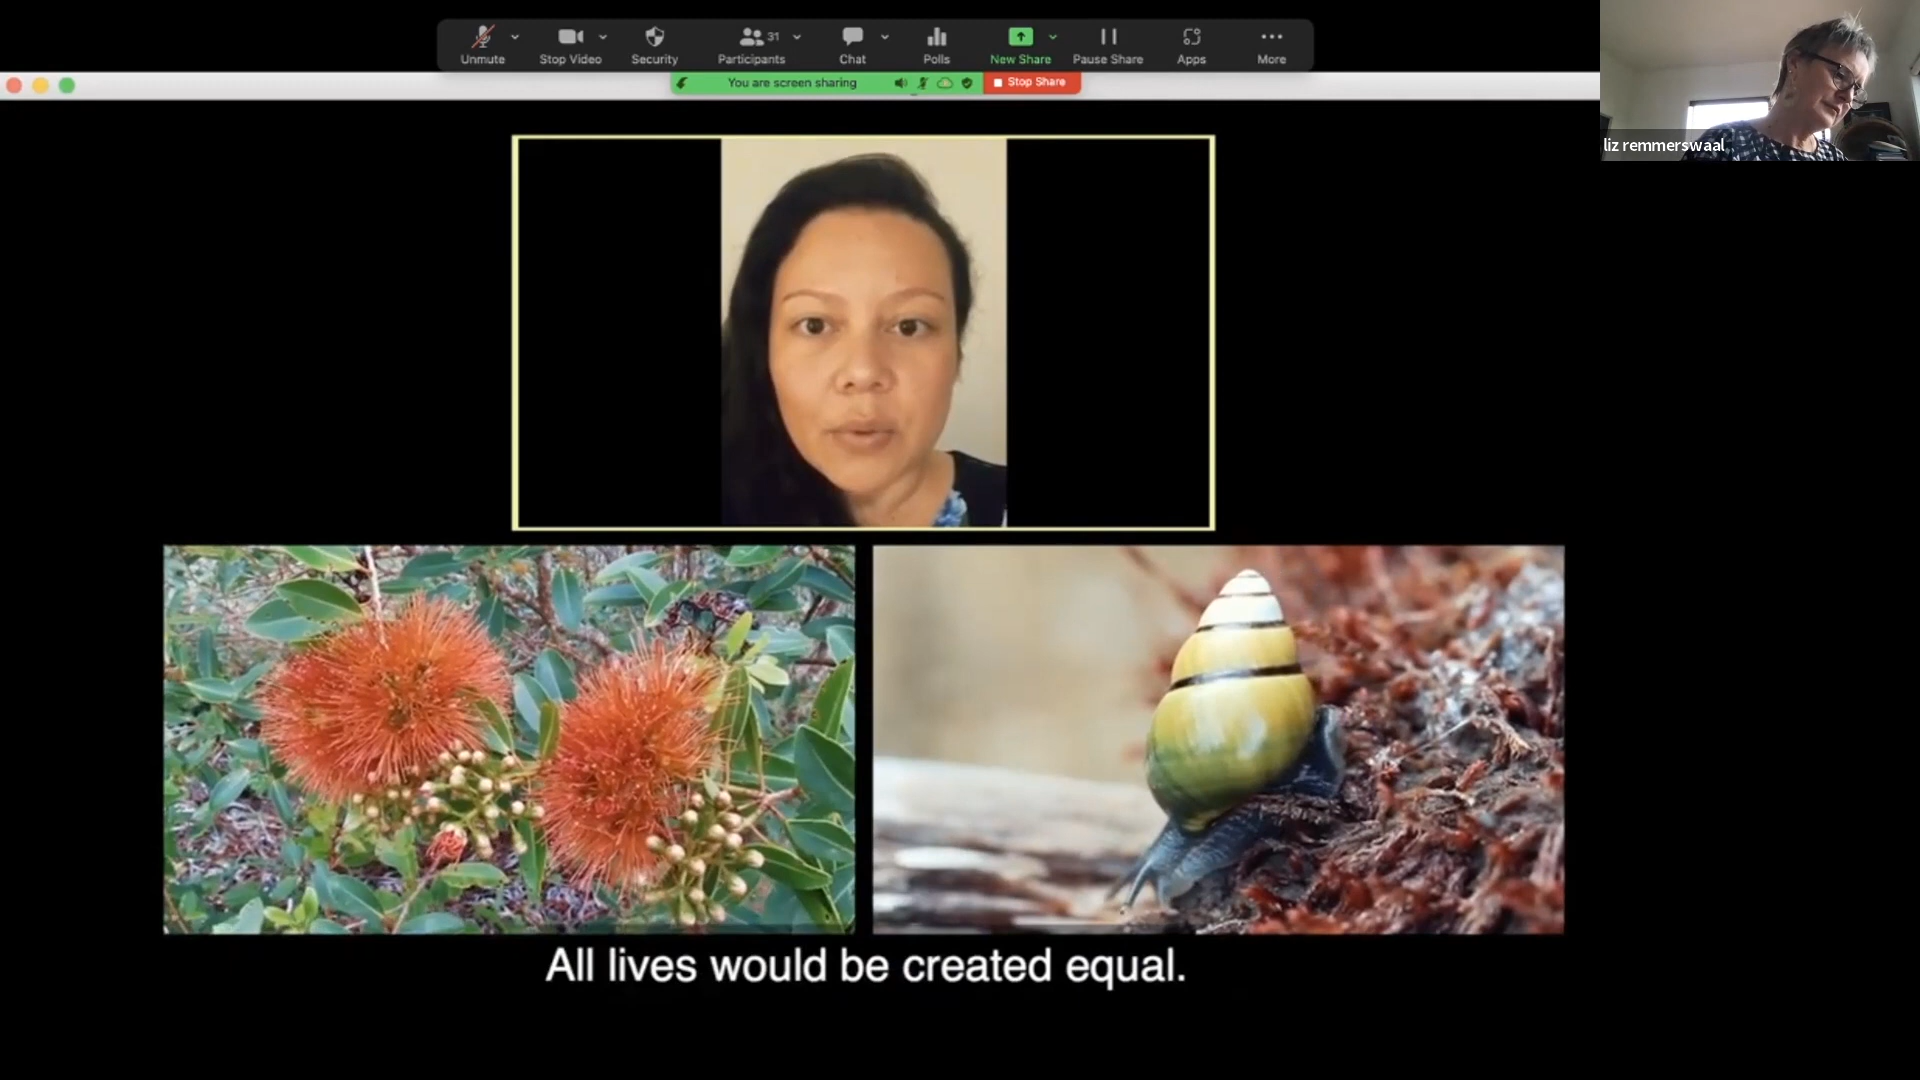 Unmute
Stop Video
Security
31
Participants
Chat
Polls
New Share
Pause Share
Apps
More
You are screen sharing
Stop Share
liz remmerswaal
All lives would be created equal.